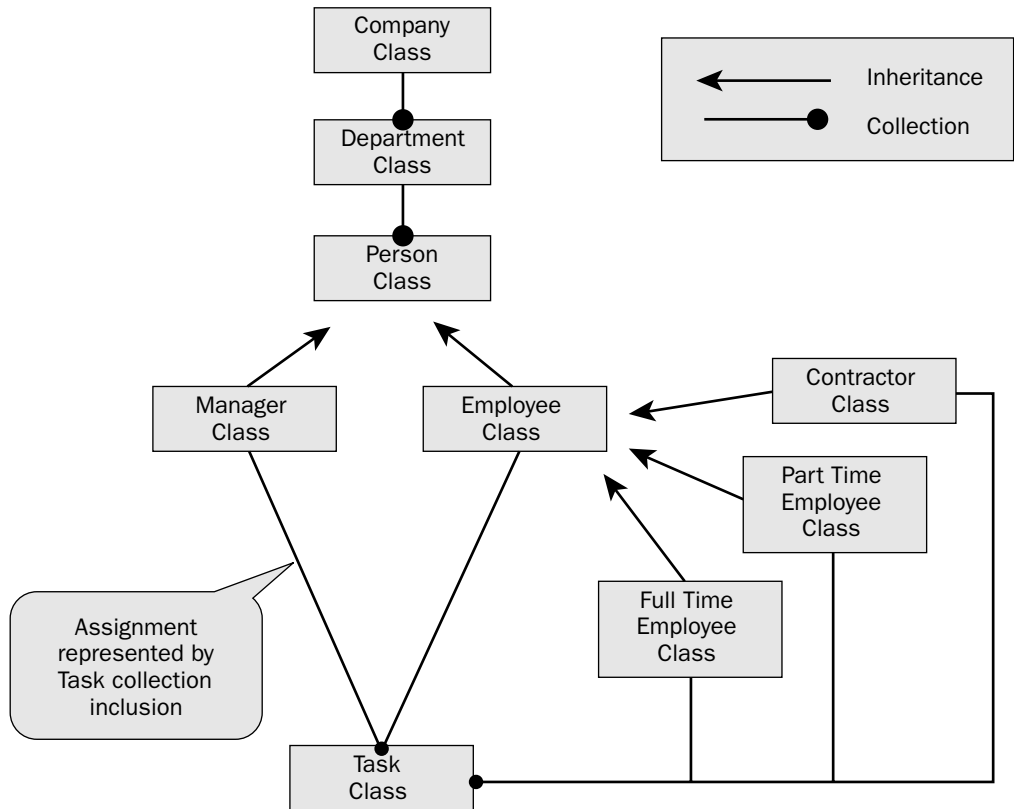 Company
Class
Inheritance
Collection
Department
Class
Person
Class
Manager
Class
Employee
Class
Contractor
Class
Part Time
Employee
Class
Full Time
Employee
Class
Assignment
represented by
Task collection
inclusion
Task
Class